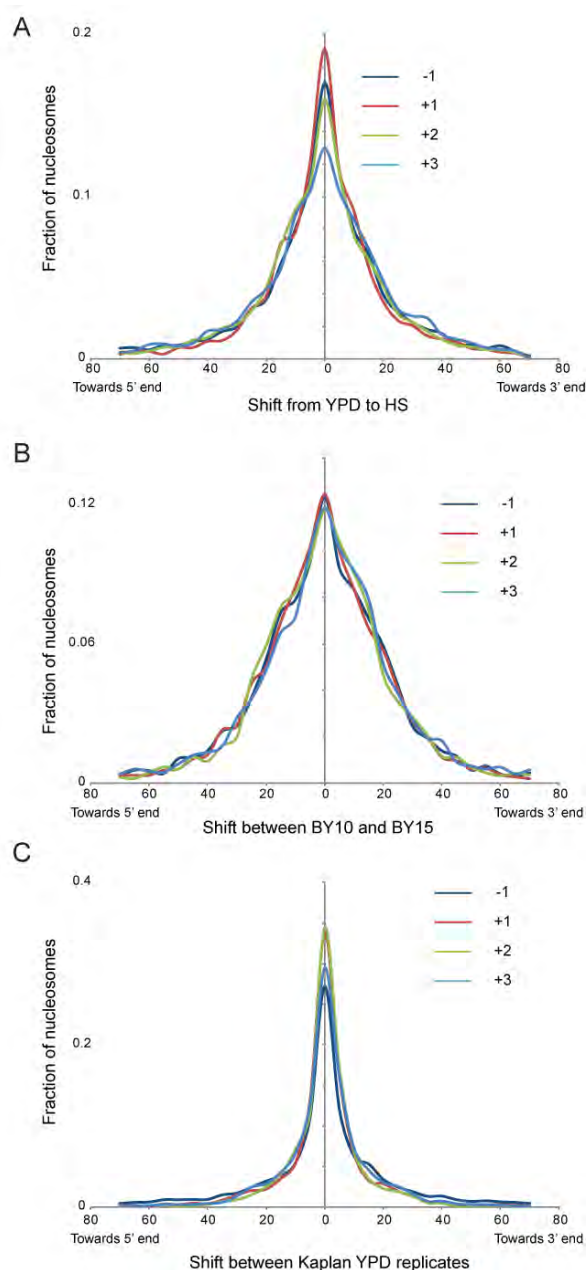 A
0.2
-1
+1
+2
+3
Fraction of nucleosomes
0.1
0
80 60 40 20 0 20 40 60 80
Towards 5' end Towards 3' end
Shift from YPD to HS
B
0.12
-1
+1
+2
+3
Fraction of nucleosomes
0.06
0
80 60 40 20 0 20 40 60 80
Towards 5' end Towards 3' end
Shift between BY10 and BY15
C
0.4
-1
+1
+2
+3
Fraction of nucleosomes
0.2
0
80 60 40 20 0 20 40 60 80
Towards 5' end Towards 3' end
Shift between Kaplan YPD replicates